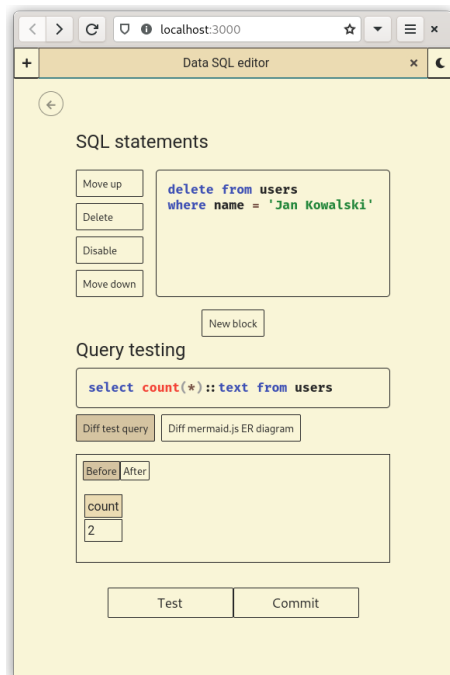 localhost:3000
+ Data SQL editor ×
SQL statements
Move up
Delete
Disable
Move down
delete from users
where name = 'Jan Kowalski'
New block
Query testing
select count(*)::text from users
Diff test query Diff mermaid.js ER diagram
Before After
count
2
Test Commit